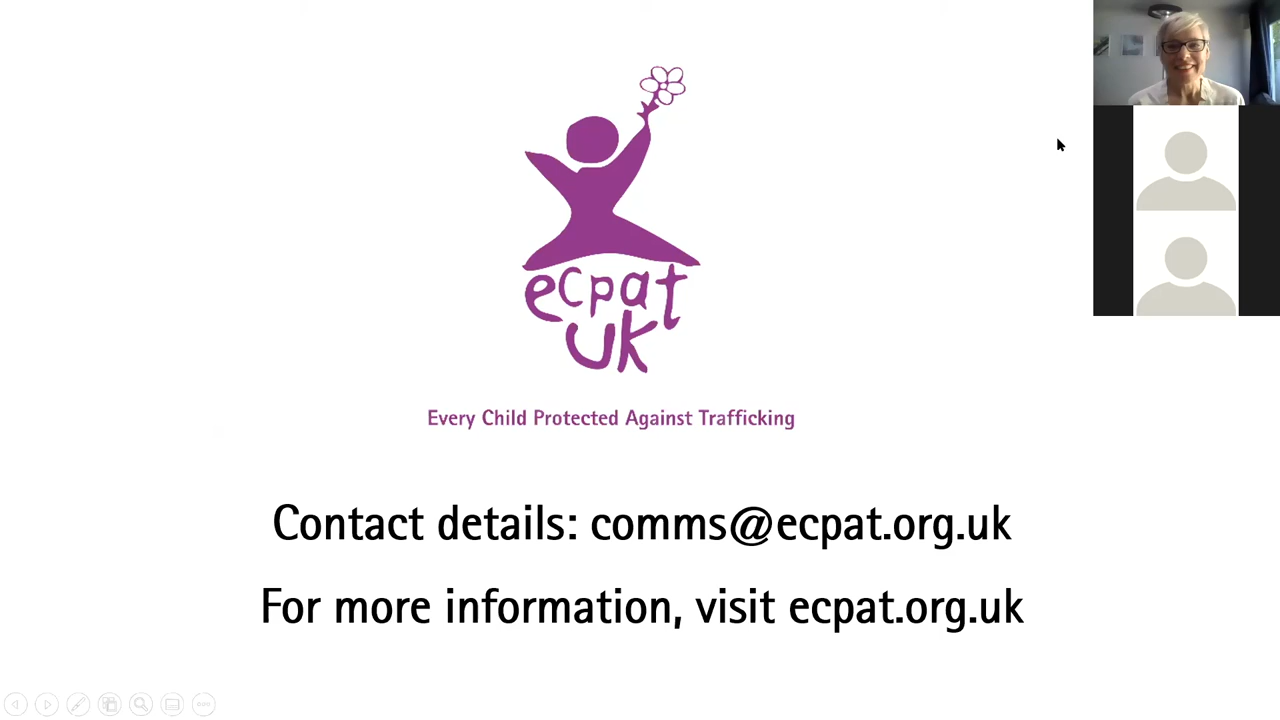 ecpat
uk
Every Child Protected Against Trafficking
Contact details: comms@ecpat.org.uk
For more information, visit ecpat.org.uk